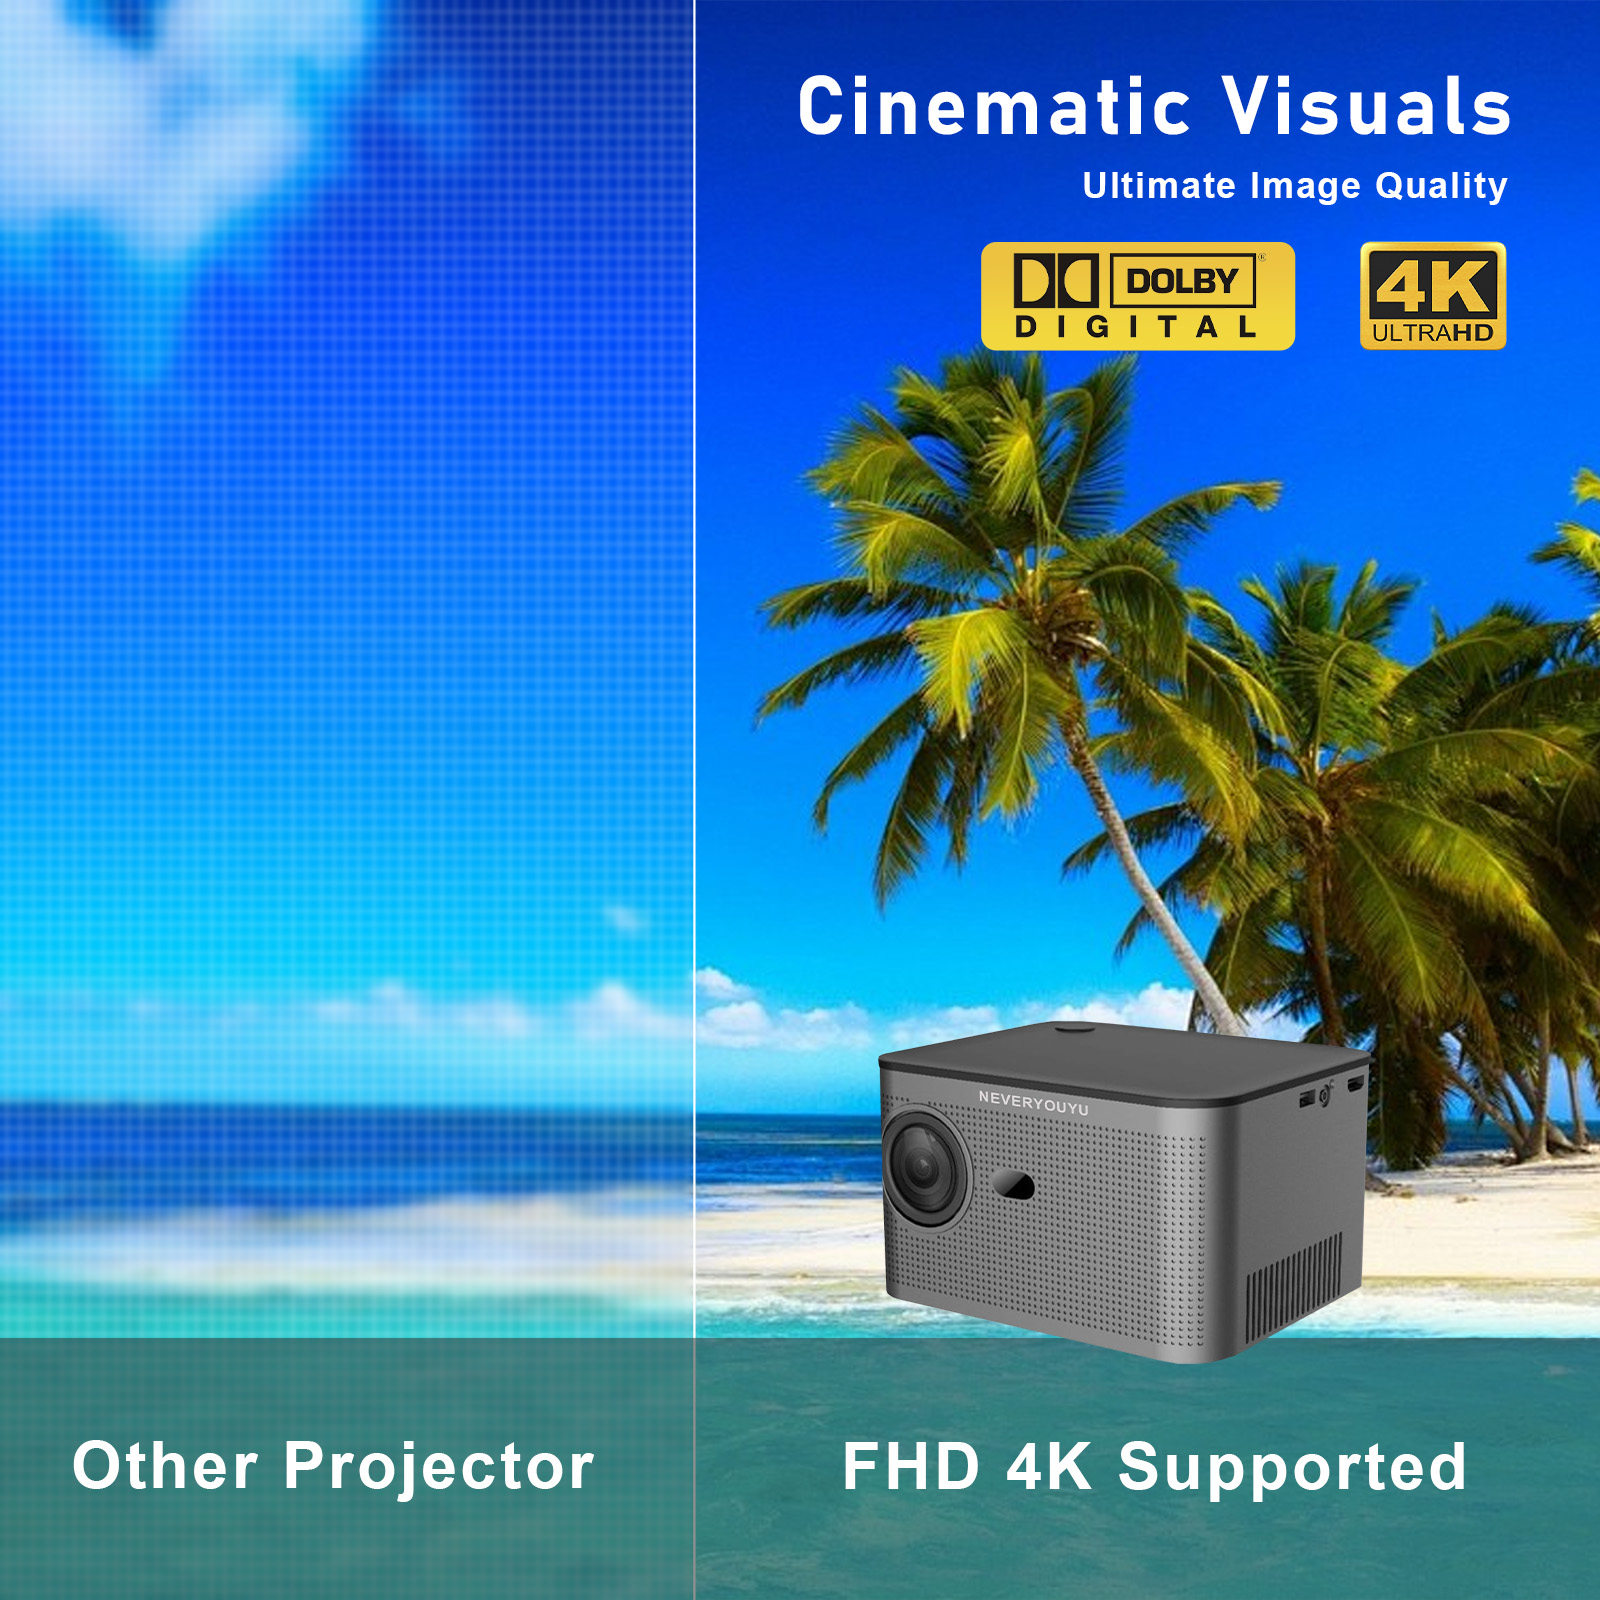 Cinematic Visuals
Ultimate Image Quality
DOLBY
DIGITAL
4K
ULTRAHD
NEVERYOUYU
Other Projector
FHD 4K Supported